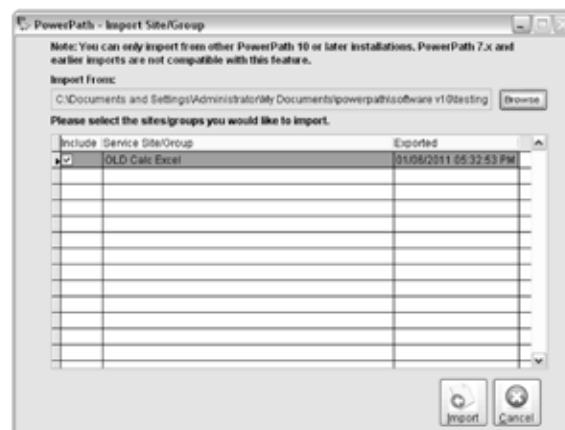 PowerPath - Import Site/Group
Note: You can only import from other PowerPath 10 or later installations. PowerPath 7.x and
earlier imports are not compatible with this feature.
Import From:
C:\Documents and Settings\Administrator\My Documents\powerpath\software v10\testing
Browse
Please select the sites/groups you would like to import.
Include Service Site/Group Exported
OLD Calc Excel 01/06/2011 05:32:53 PM
Import Cancel